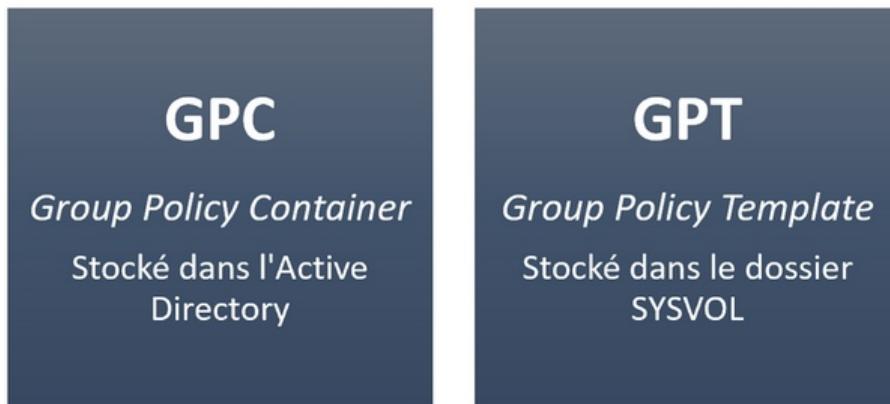 GPC
Group Policy Container
Stocké dans l'Active
Directory
GPT
Group Policy Template
Stocké dans le dossier
SYSVOL